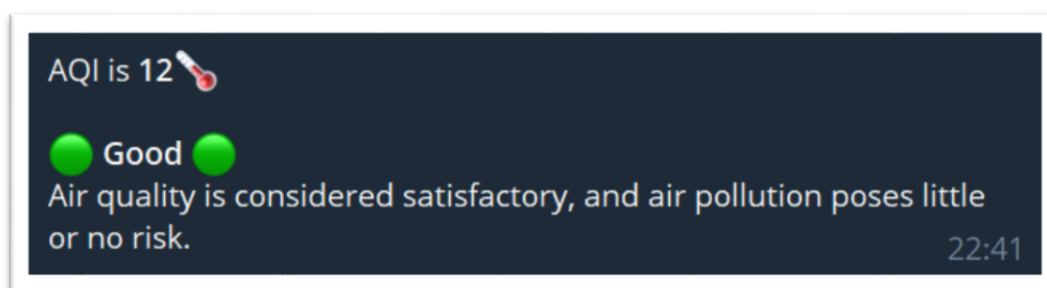 AQI is 12🌡️
🟢 Good 🟢
Air quality is considered satisfactory, and air pollution poses little
or no risk.
22:41